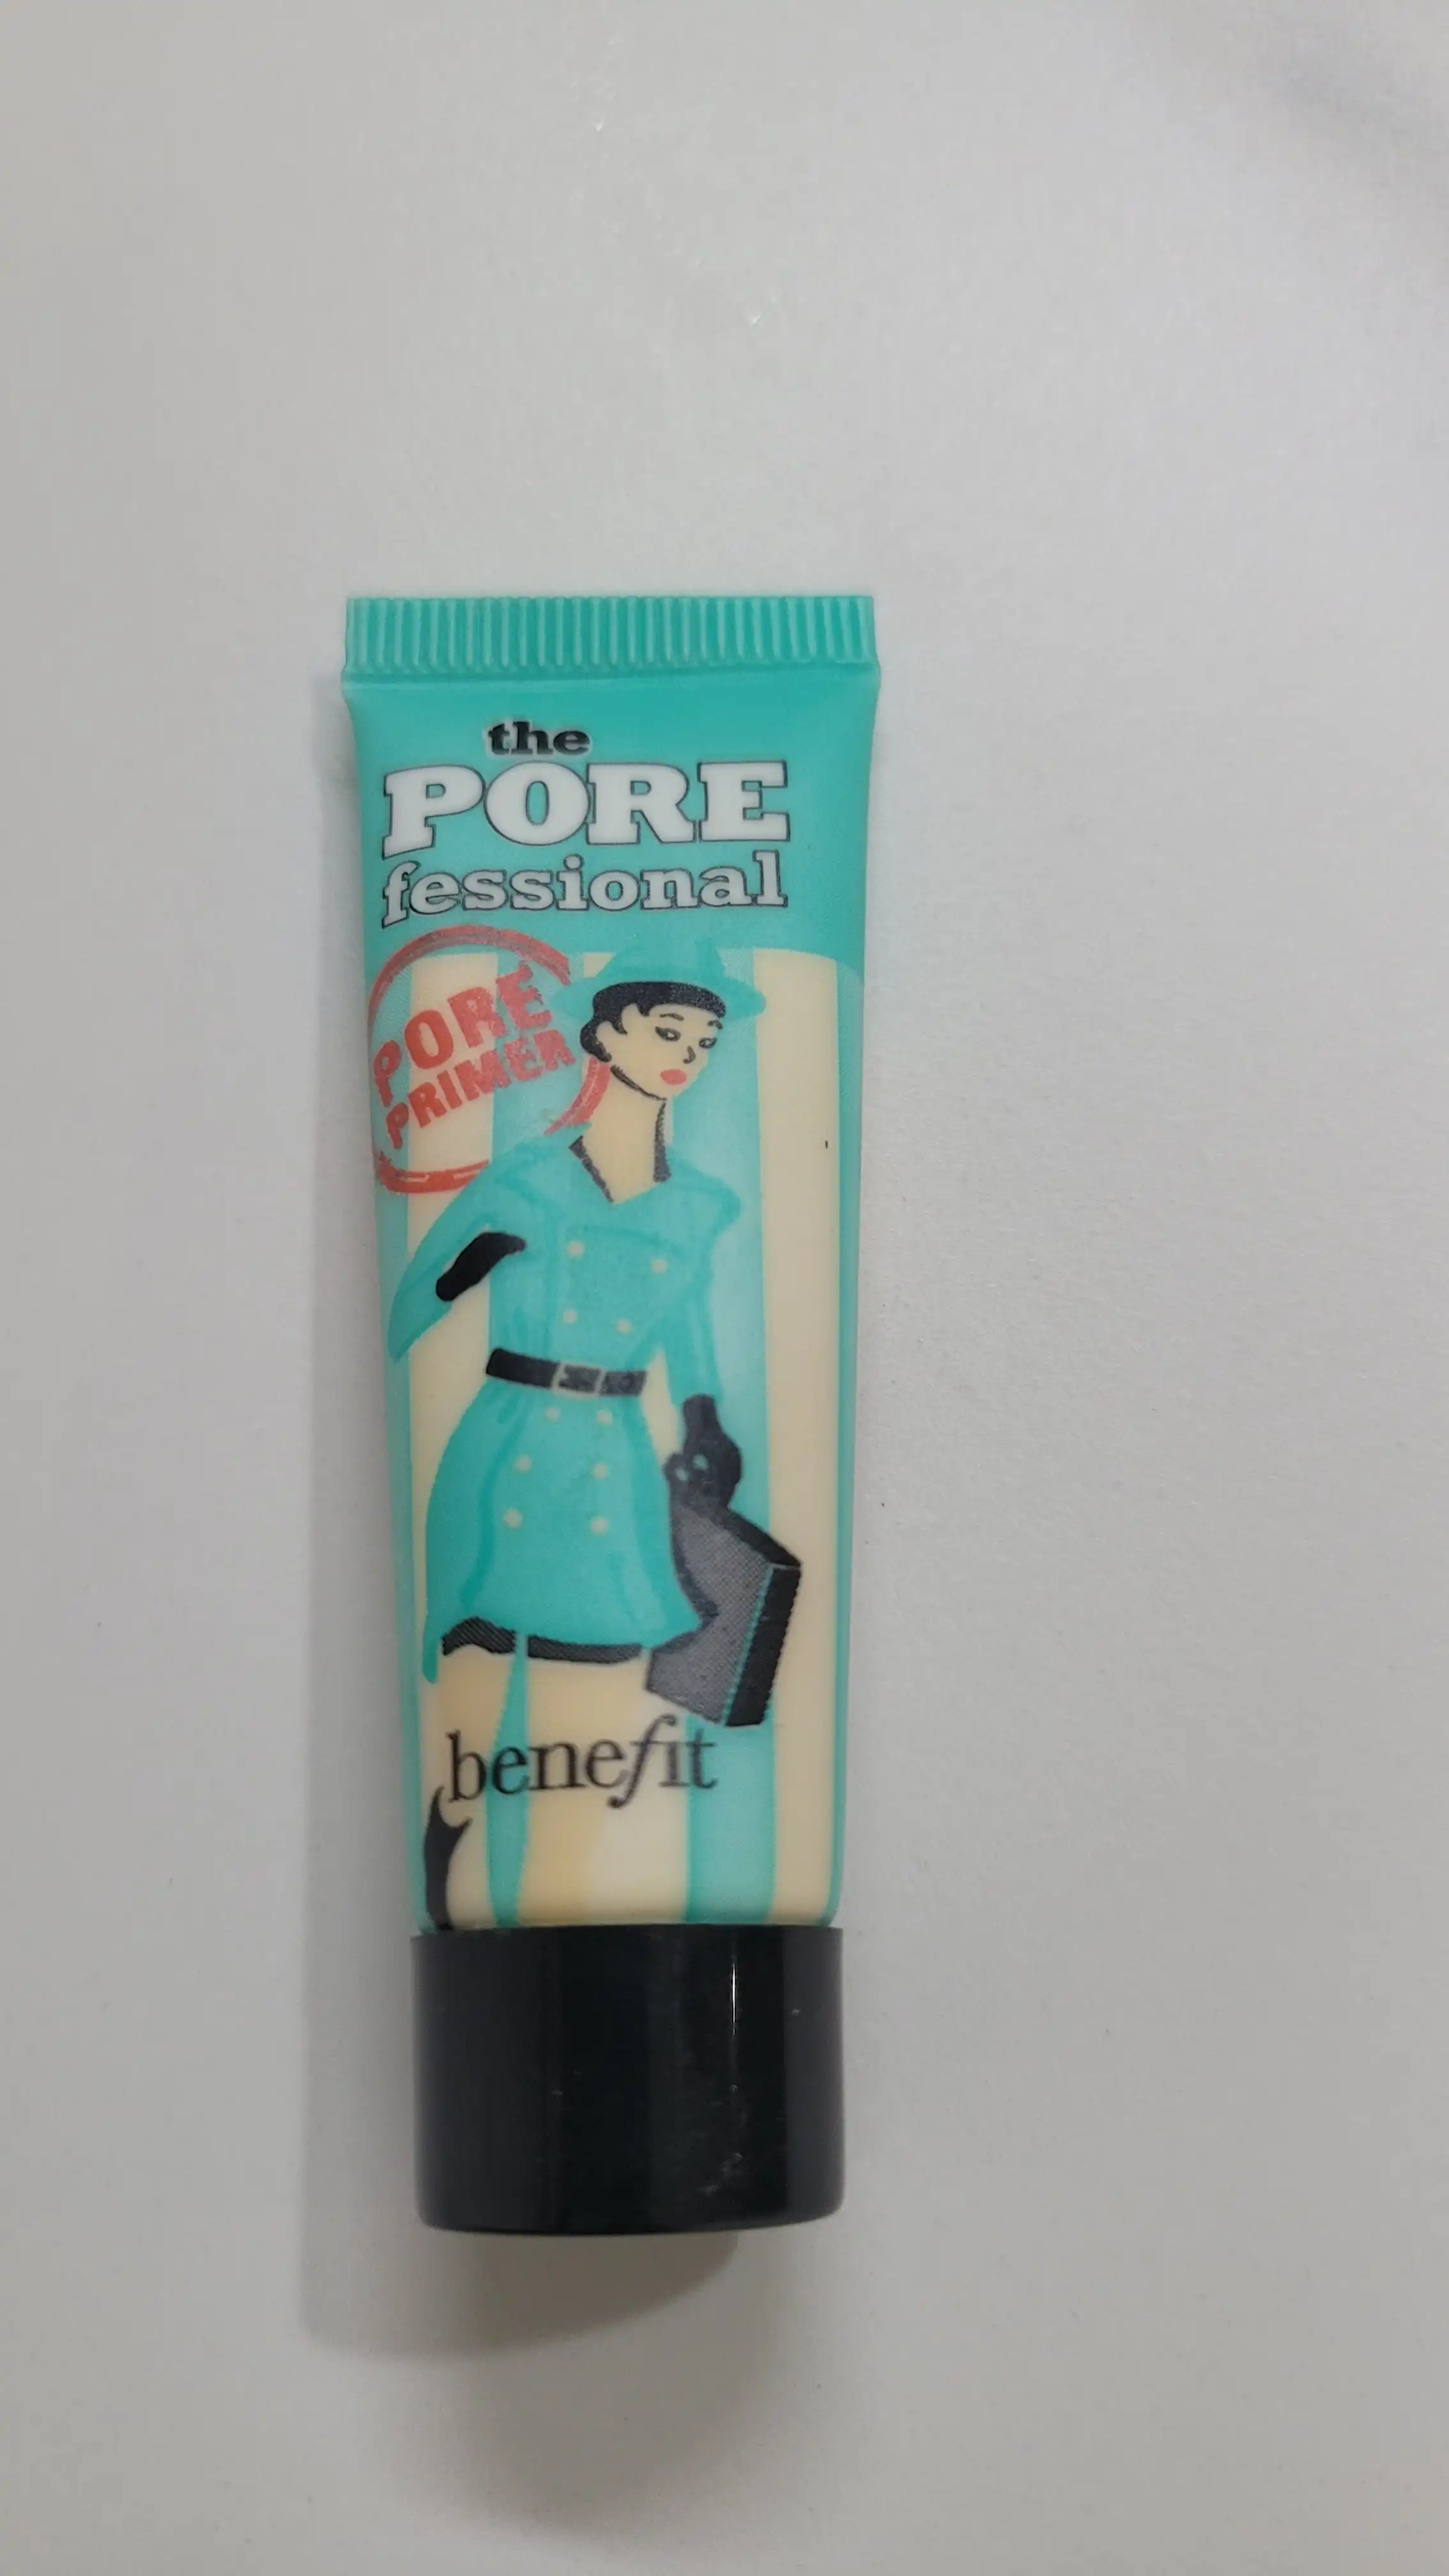 the
PORE
fessional
PORE
PRIMER
benefit